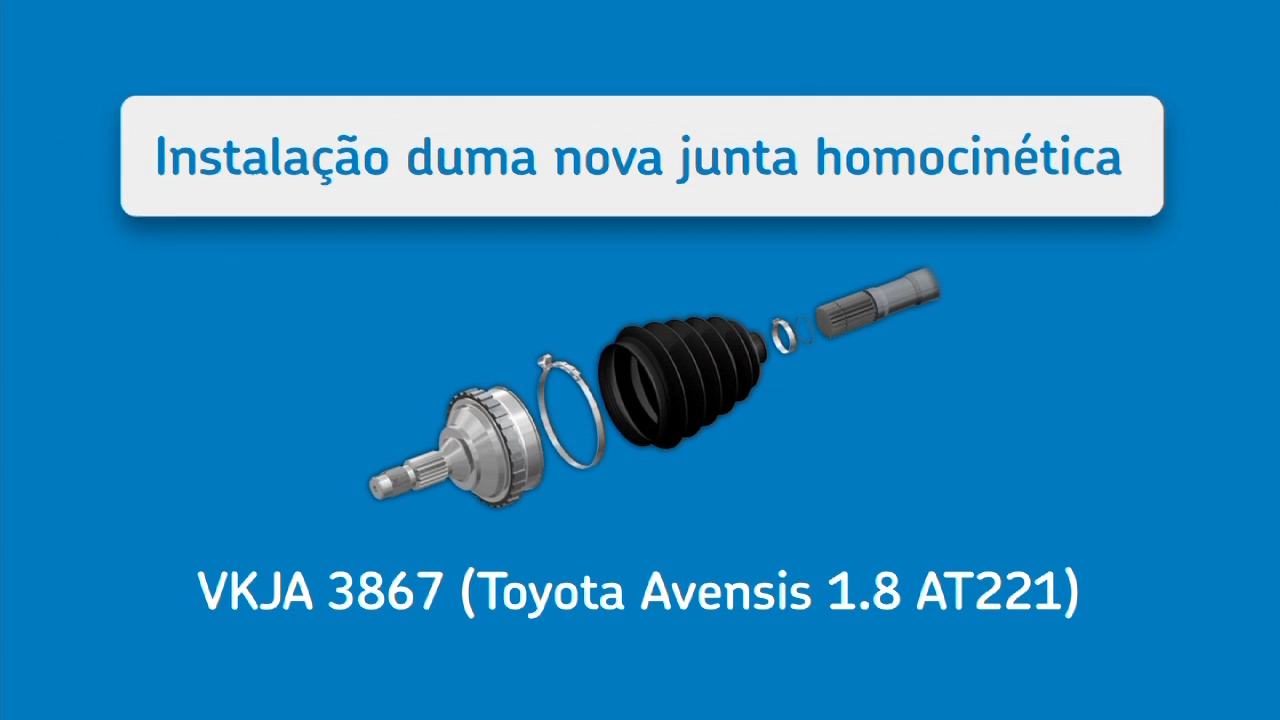 Instalação duma nova junta homocinética
VKJA 3867 (Toyota Avensis 1.8 AT221)